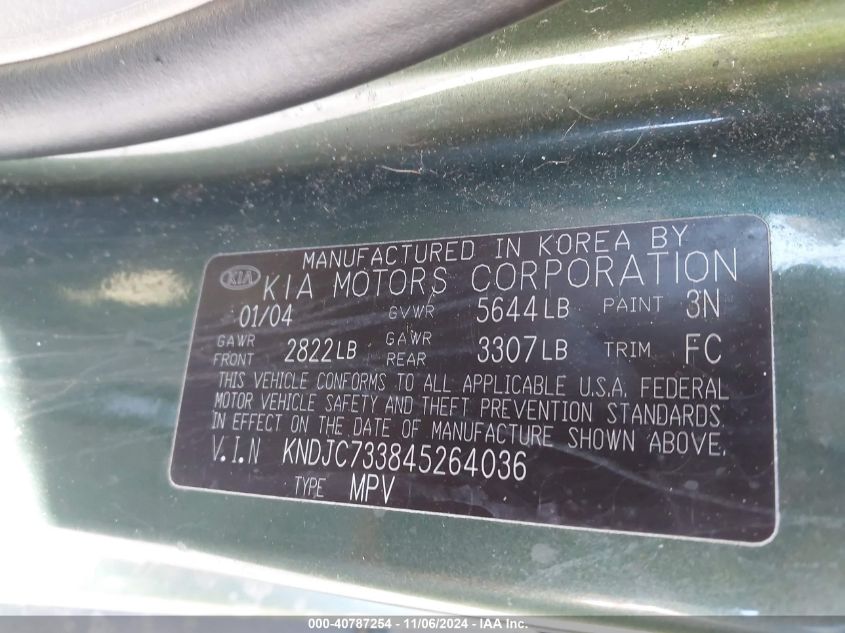 MANUFACTURED IN KOREA BY
KIA KIA MOTORS CORPORATION
01/04 GVWR 5644LB PAINT 3N
GAWR FRONT 2822LB GAWR REAR 3307LB TRIM FC
THIS VEHICLE CONFORMS TO ALL APPLICABLE U.S.A. FEDERAL
MOTOR VEHICLE SAFETY AND THEFT PREVENTION STANDARDS
IN EFFECT ON THE DATE OF MANUFACTURE SHOWN ABOVE.
V.I.N KNDJC733845264036
TYPE MPV
000-40787254 - 11/06/2024 - IAA Inc.